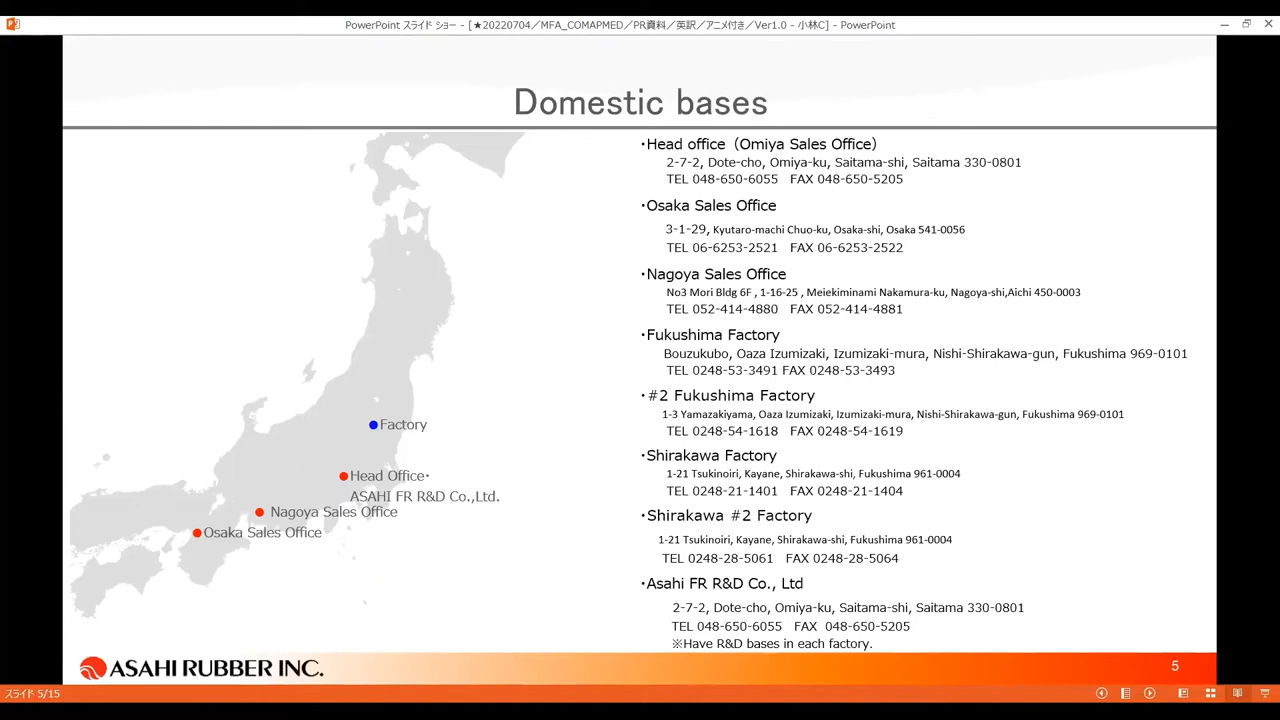 PowerPoint スライド ショー - [★20220704／MFA_COMAPMED／PR資料／英訳／アニメ付き／Ver1.0 - 小林C] - PowerPoint
Domestic bases
・Head office（Omiya Sales Office）
2-7-2, Dote-cho, Omiya-ku, Saitama-shi, Saitama 330-0801
TEL 048-650-6055 FAX 048-650-5205
・Osaka Sales Office
3-1-29, Kyutaro-machi Chuo-ku, Osaka-shi, Osaka 541-0056
TEL 06-6253-2521 FAX 06-6253-2522
・Nagoya Sales Office
No3 Mori Bldg 6F , 1-16-25 , Meiekiminami Nakamura-ku, Nagoya-shi,Aichi 450-0003
TEL 052-414-4880 FAX 052-414-4881
・Fukushima Factory
Bouzukubo, Oaza Izumizaki, Izumizaki-mura, Nishi-Shirakawa-gun, Fukushima 969-0101
TEL 0248-53-3491 FAX 0248-53-3493
・#2 Fukushima Factory
1-3 Yamazakiyama, Oaza Izumizaki, Izumizaki-mura, Nishi-Shirakawa-gun, Fukushima 969-0101
TEL 0248-54-1618 FAX 0248-54-1619
・Shirakawa Factory
1-21 Tsukinoiri, Kayane, Shirakawa-shi, Fukushima 961-0004
TEL 0248-21-1401 FAX 0248-21-1404
・Shirakawa #2 Factory
1-21 Tsukinoiri, Kayane, Shirakawa-shi, Fukushima 961-0004
TEL 0248-28-5061 FAX 0248-28-5064
・Asahi FR R&D Co., Ltd
2-7-2, Dote-cho, Omiya-ku, Saitama-shi, Saitama 330-0801
TEL 048-650-6055 FAX 048-650-5205
※Have R&D bases in each factory.
Factory
Head Office・
ASAHI FR R&D Co.,Ltd.
Nagoya Sales Office
Osaka Sales Office
ASAHI RUBBER INC.
5
スライド 5/15